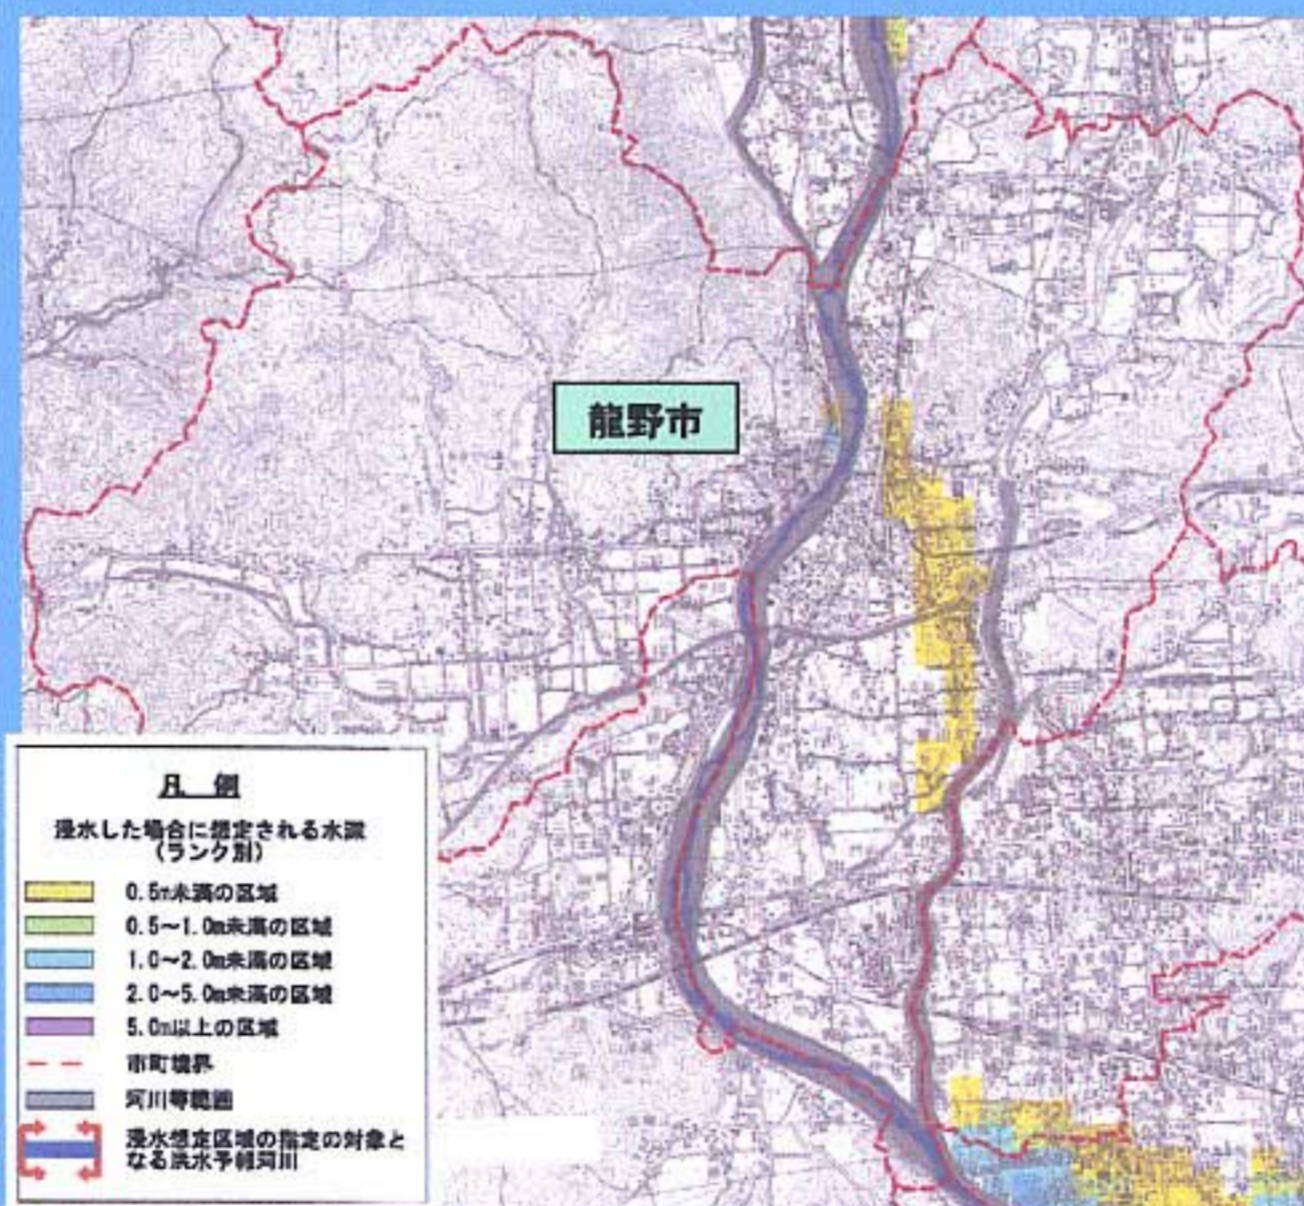 龍野市
凡 例
浸水した場合に想定される水深
(ランク別)
0.5m未満の区域
0.5～1.0m未満の区域
1.0～2.0m未満の区域
2.0～5.0m未満の区域
5.0m以上の区域
市町境界
河川等範囲
浸水想定区域の指定の対象と
なる洪水予報河川